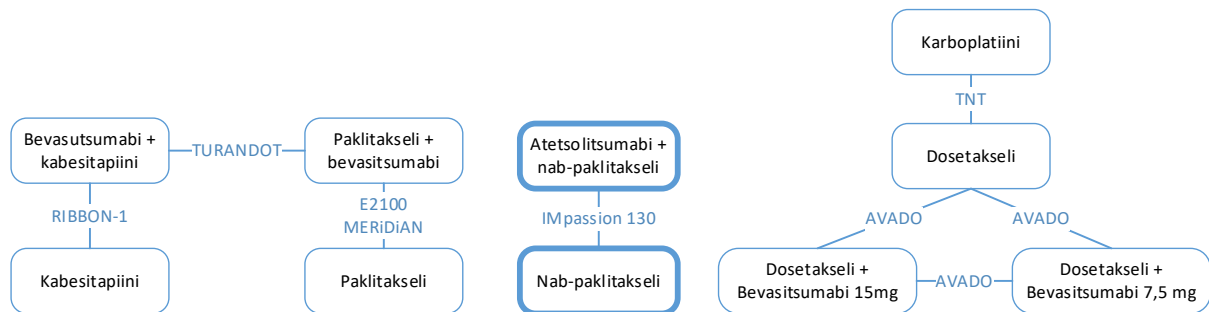 Karboplatiini
TNT
Bevasutsumabi +
kabesitapiini
TURANDOT
Paklitakseli +
bevasitsumabi
Atetsolitsumabi +
nab-paklitakseli
Dosetakseli
RIBBON-1
E2100
MERiDiAN
IMpassion 130
AVADO
AVADO
Kabesitapiini
Paklitakseli
Nab-paklitakseli
Dosetakseli +
Bevasitsumabi 15mg
AVADO
Dosetakseli +
Bevasitsumabi 7,5 mg